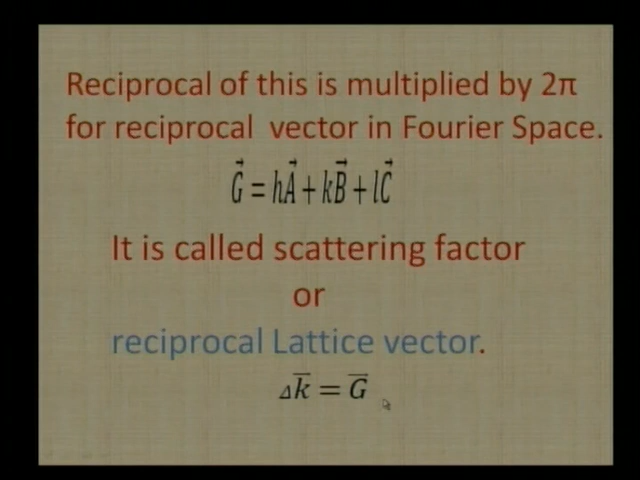 Reciprocal of this is multiplied by 2π
for reciprocal vector in Fourier Space.
G⃗ = hA⃗ + kB⃗ + lC⃗
It is called scattering factor
or
reciprocal Lattice vector.
Δk̅ = G̅